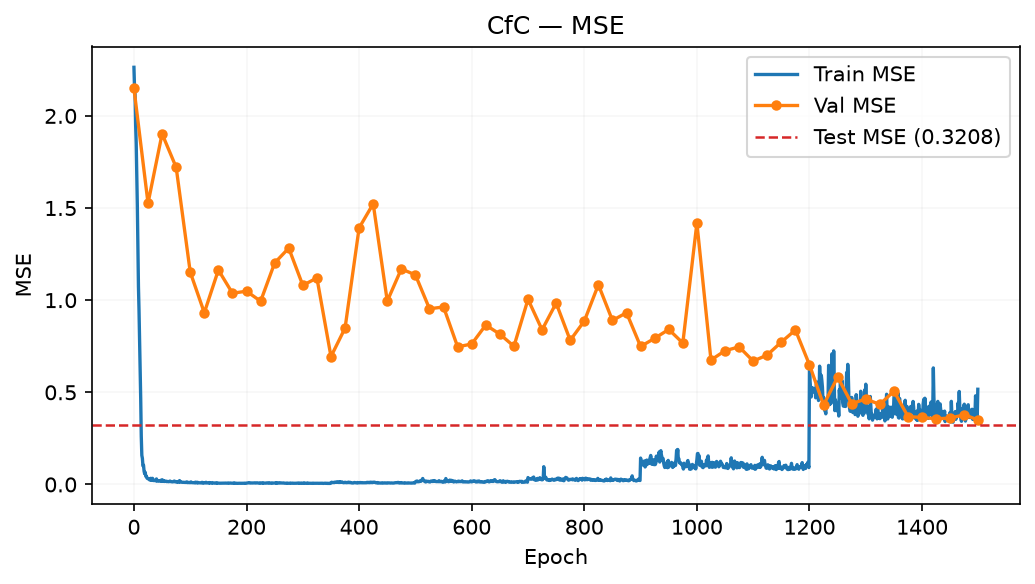 CfC — MSE
Train MSE
Val MSE
Test MSE (0.3208)
MSE
2.0
1.5
1.0
0.5
0.0
0 200 400 600 800 1000 1200 1400
Epoch